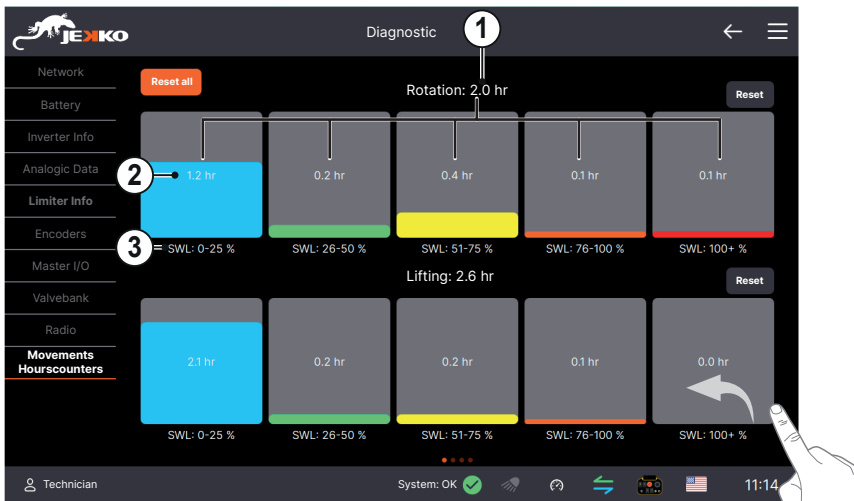 JEKKO
Diagnostic
1
Network
Battery
Inverter Info
Analogic Data
Limiter Info
Encoders
Master I/O
Valvebank
Radio
Movements
Hourscounters
Reset all
Rotation: 2.0 hr
Reset
2
1.2 hr
0.2 hr
0.4 hr
0.1 hr
0.1 hr
3
= SWL: 0-25 %
SWL: 26-50 %
SWL: 51-75 %
SWL: 76-100 %
SWL: 100+ %
Lifting: 2.6 hr
Reset
2.1 hr
0.2 hr
0.2 hr
0.1 hr
0.0 hr
SWL: 0-25 %
SWL: 26-50 %
SWL: 51-75 %
SWL: 76-100 %
SWL: 100+ %
Technician
System: OK
11:14